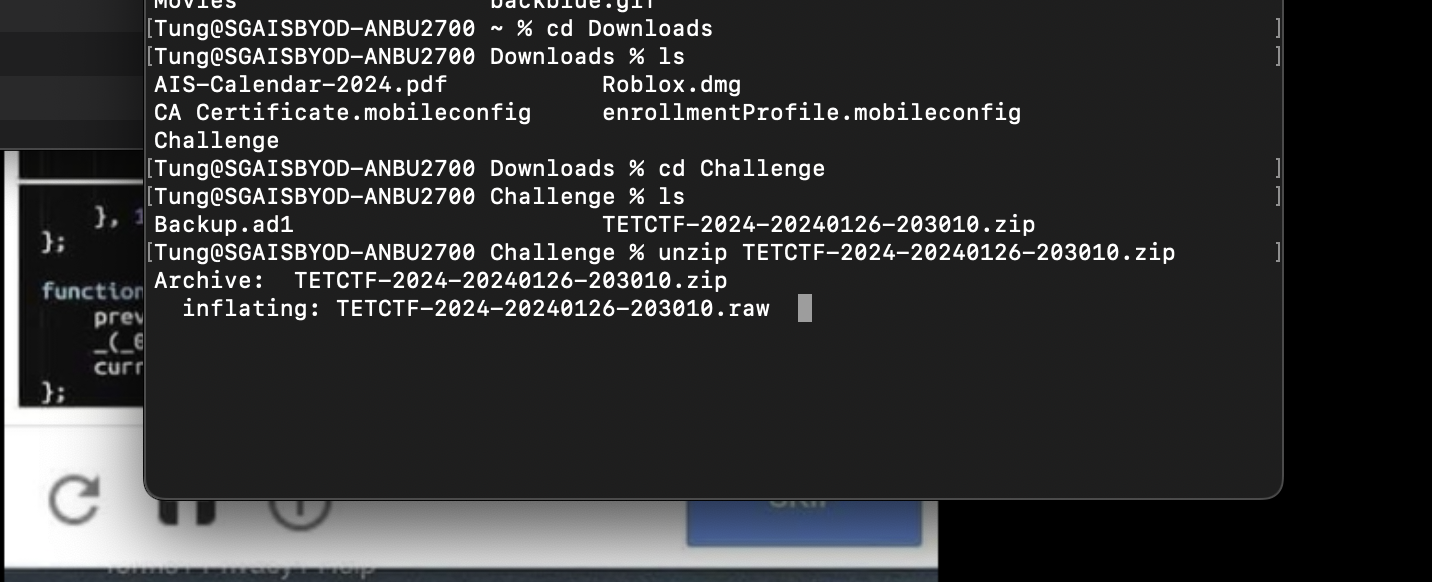 Movies backblue.gif
[Tung@SGAISBYOD-ANBU2700 ~ % cd Downloads ]
[Tung@SGAISBYOD-ANBU2700 Downloads % ls ]
AIS-Calendar-2024.pdf Roblox.dmg
CA Certificate.mobileconfig enrollmentProfile.mobileconfig
Challenge
[Tung@SGAISBYOD-ANBU2700 Downloads % cd Challenge ]
[Tung@SGAISBYOD-ANBU2700 Challenge % ls ]
Backup.ad1 TETCTF-2024-20240126-203010.zip
[Tung@SGAISBYOD-ANBU2700 Challenge % unzip TETCTF-2024-20240126-203010.zip ]
Archive: TETCTF-2024-20240126-203010.zip
inflating: TETCTF-2024-20240126-203010.raw
}, 1
};
function
prev
_(_0
curr
};
SKIP